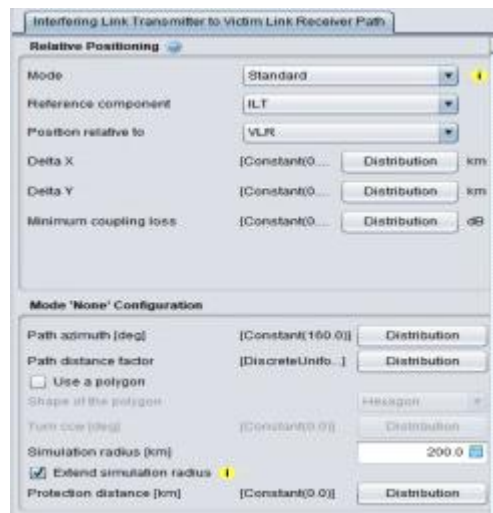 Interfering Link Transmitter to Victim Link Receiver Path
Relative Positioning
Mode Standard
Reference component ILT
Position relative to VLR
Delta X [Constant(0.... Distribution km
Delta Y [Constant(0.... Distribution km
Minimum coupling loss [Constant(0.... Distribution dB
Mode 'None' Configuration
Path azimuth [deg] [Constant(160.0)] Distribution
Path distance factor [DiscreteUnifo...] Distribution
Use a polygon
Shape of the polygon Hexagon
Turn ccw [deg] [Constant(0.0)] Distribution
Simulation radius [km] 200.0
Extend simulation radius
Protection distance [km] [Constant(0.0)] Distribution